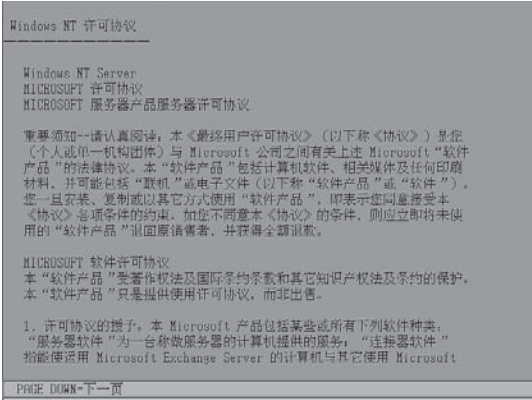 Windows NT 许可协议
Windows NT Server
MICROSOFT 许可协议
MICROSOFT 服务器产品服务器许可协议
重要须知--请认真阅读：本《最终用户许可协议》（以下称《协议》）是您
（个人或单一机构团体）与 Microsoft 公司之间有关上述 Microsoft“软件
产品”的法律协议。本“软件产品”包括计算机软件、相关媒体及任何印刷
材料，并可能包括“联机”或电子文件（以下称“软件产品”或“软件”）。
您一旦安装、复制或以其它方式使用“软件产品”，即表示您同意接受本
《协议》各项条件的约束。如您不同意本《协议》的条件，则应立即将未使
用的“软件产品”退回原销售者，并获得全额退款。
MICROSOFT 软件许可协议
本“软件产品”受著作权法及国际条约条款和其它知识产权法及条约的保护。
本“软件产品”只是提供使用许可协议，而非出售。
1. 许可协议的授予。本 Microsoft 产品包括某些或所有下列软件种类：
“服务器软件”为一台称做服务器的计算机提供的服务；“连接器软件”
指能使运用 Microsoft Exchange Server 的计算机与其它使用 Microsoft
PAGE DOWN=下一页